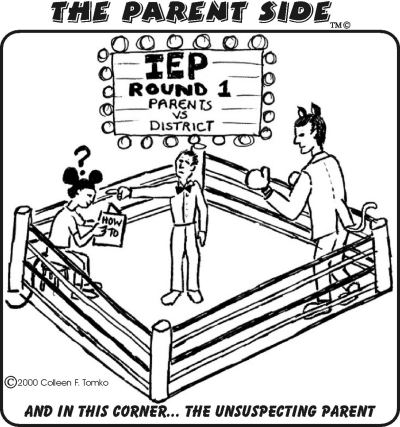 THE PARENT SIDE TM©
IEP
ROUND 1
PARENTS
VS
DISTRICT
?
HOW
TO
©2000 Colleen F. Tomko
AND IN THIS CORNER... THE UNSUSPECTING PARENT